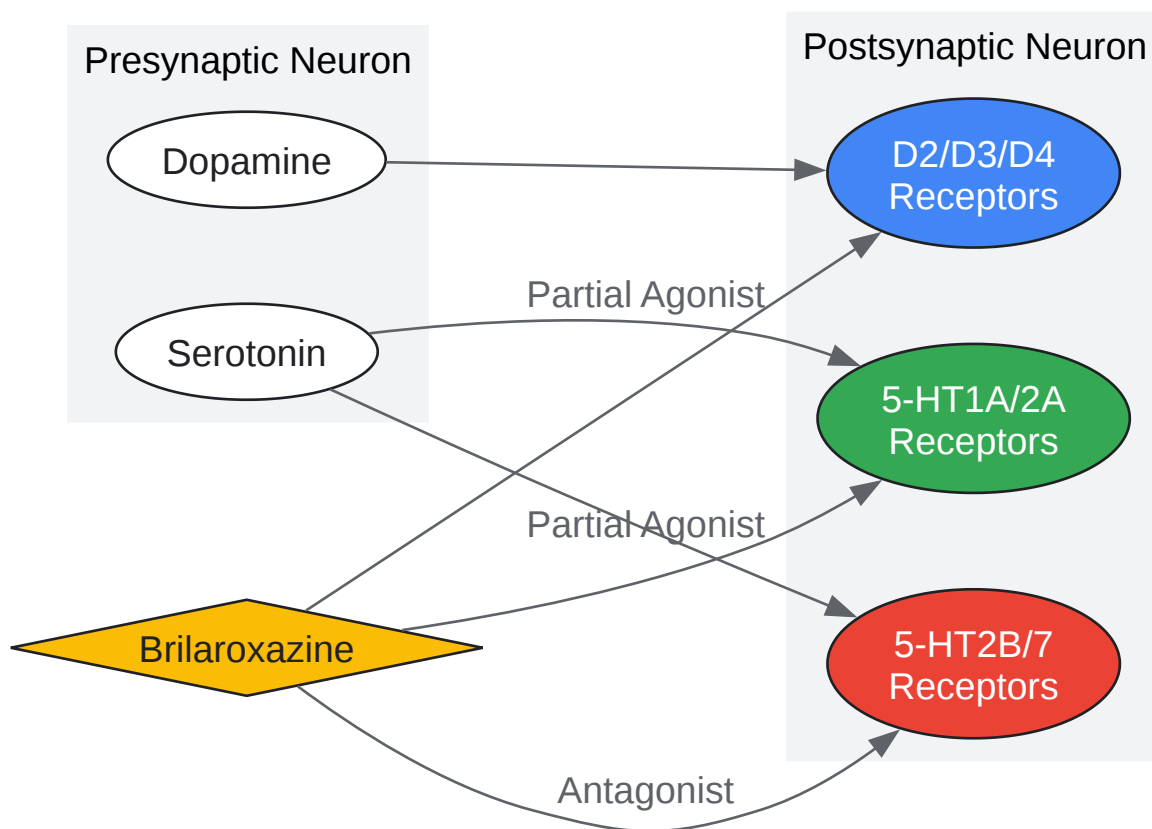 Presynaptic Neuron
Postsynaptic Neuron
Dopamine
D2/D3/D4
Receptors
Partial Agonist
Serotonin
5-HT1A/2A
Receptors
Partial Agonist
Brilaroxazine
5-HT2B/7
Receptors
Antagonist